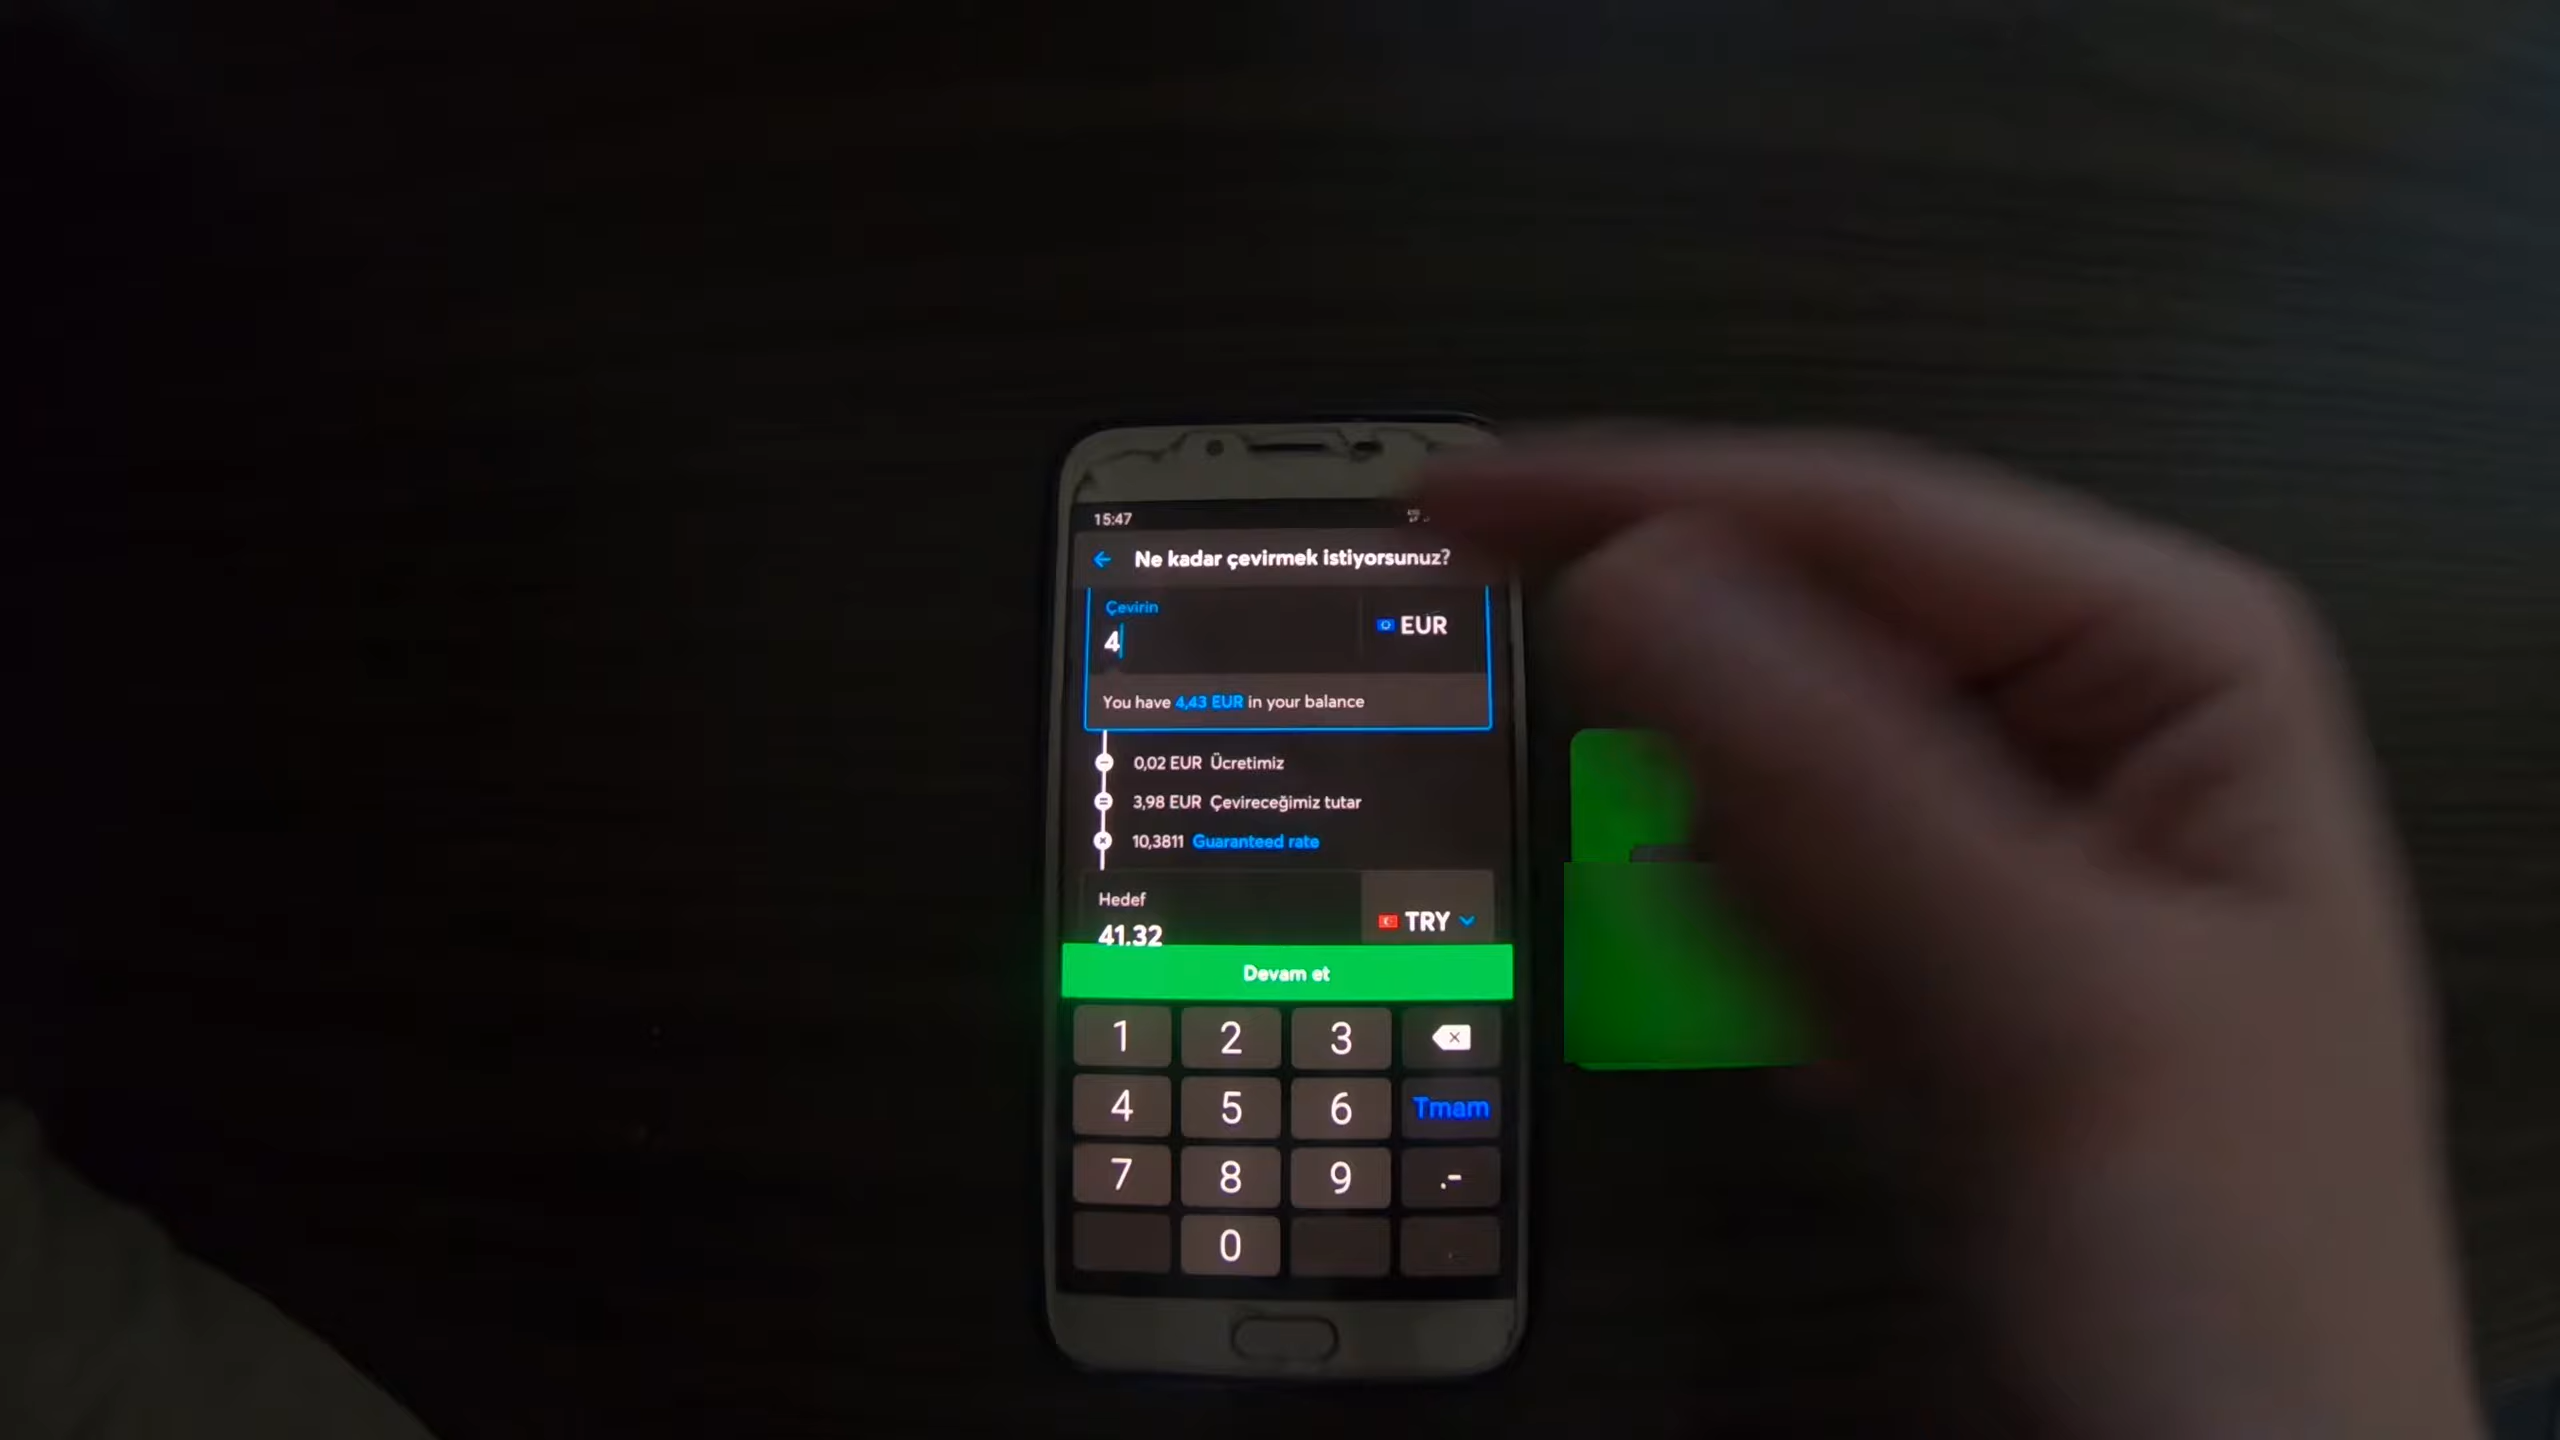 15:47
Ne kadar çevirmek istiyorsunuz?
Çevirin
4
EUR
You have 4,43 EUR in your balance
0,02 EUR Ücretimiz
3,98 EUR Çevireceğimiz tutar
10,3811 Guaranteed rate
Hedef
41.32
TRY
Devam et
1 2 3
4 5 6 Tmam
7 8 9 .-
0 .